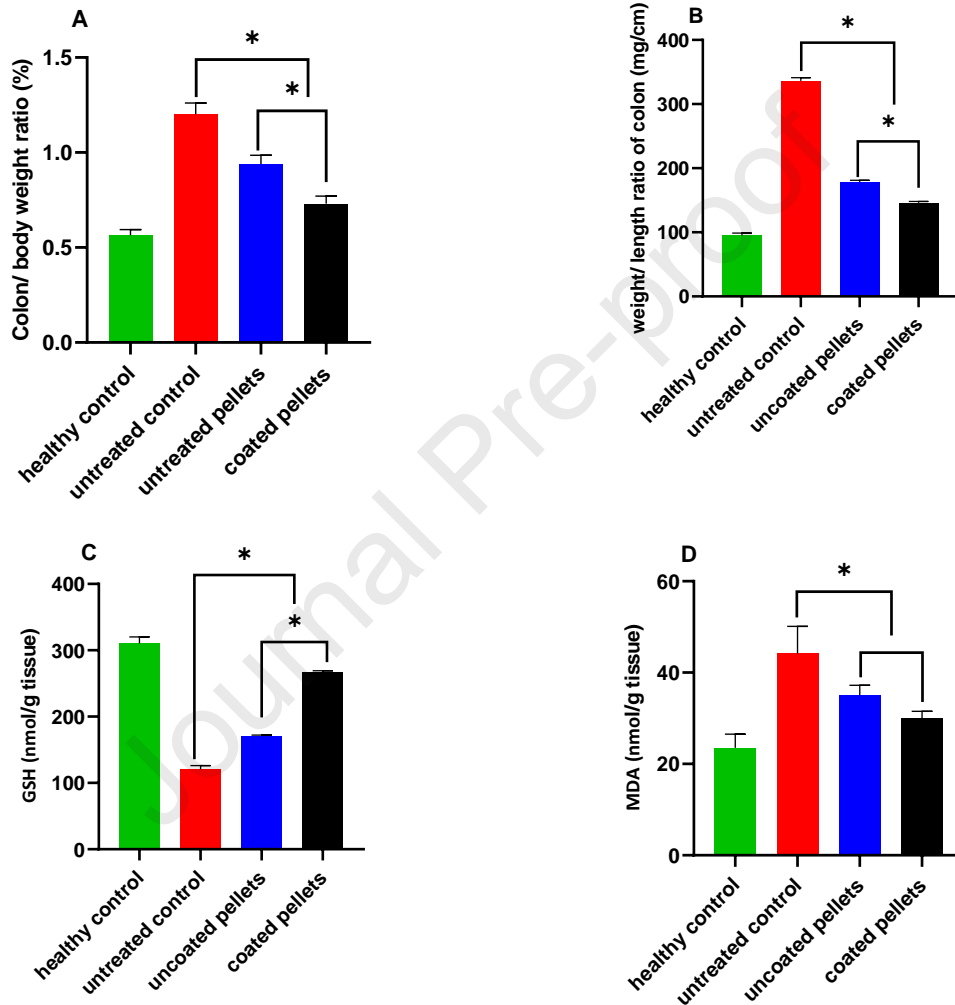 A
*
*
Colon/ body weight ratio (%)
1.5
1.0
0.5
0.0
healthy control
untreated control
untreated pellets
coated pellets
B
*
*
weight/ length ratio of colon (mg/cm)
400
300
200
100
0
healthy control
untreated control
uncoated pellets
coated pellets
C
*
*
GSH (nmol/g tissue)
400
300
200
100
0
healthy control
untreated control
uncoated pellets
coated pellets
D
*
MDA (nmol/g tissue)
60
40
20
0
healthy control
untreated control
uncoated pellets
coated pellets
Journal Pre-proof